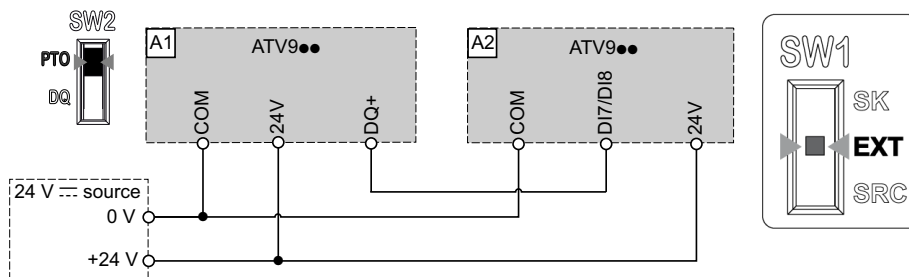 SW2
PTO
DQ
A1
ATV9●●
COM
24V
DQ+
A2
ATV9●●
COM
DI7/DI8
24V
SW1
SK
EXT
SRC
24 V ⎓ source
0 V
+24 V